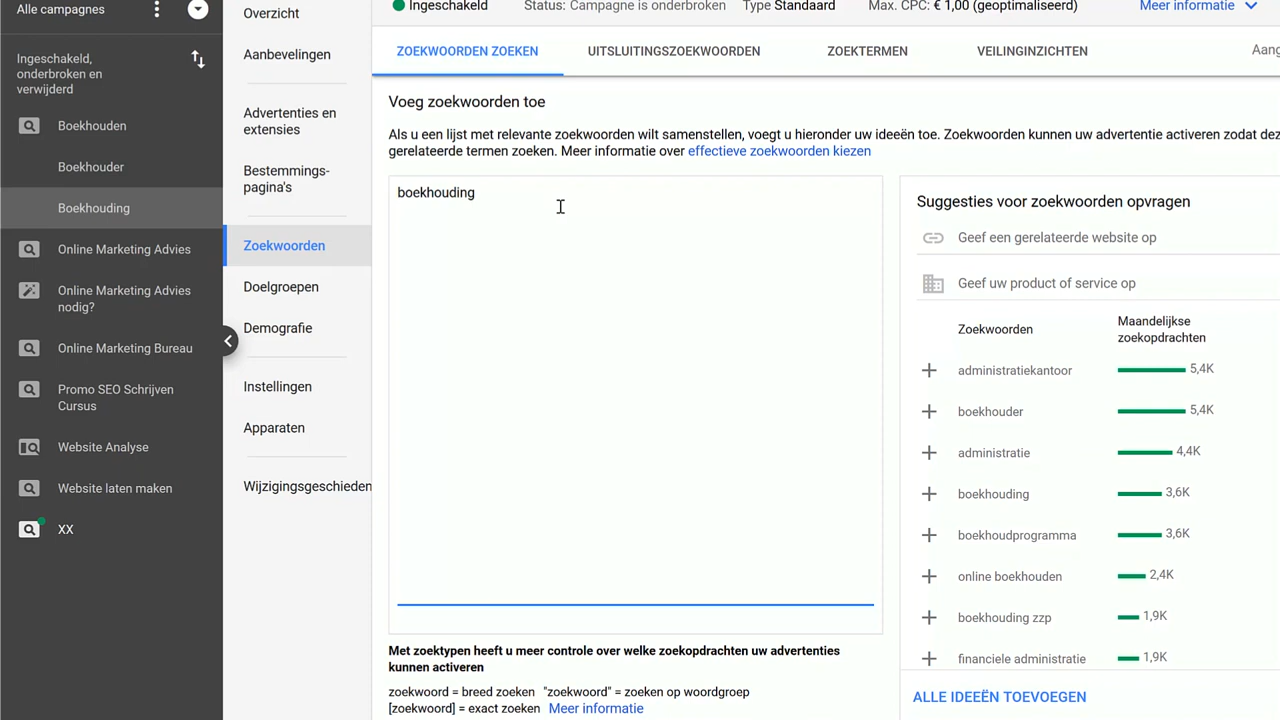 Alle campagnes
Ingeschakeld,
onderbroken en
verwijderd
Boekhouden
Boekhouder
Boekhouding
Online Marketing Advies
Online Marketing Advies
nodig?
Online Marketing Bureau
Promo SEO Schrijven
Cursus
Website Analyse
Website laten maken
XX
Overzicht
Aanbevelingen
Advertenties en
extensies
Bestemmings-
pagina's
Zoekwoorden
Doelgroepen
Demografie
Instellingen
Apparaten
Wijzigingsgeschieden
Ingeschakeld Status: Campagne is onderbroken Type Standaard Max. CPC: € 1,00 (geoptimaliseerd) Meer informatie
ZOEKWOORDEN ZOEKEN UITSLUITINGSZOEKWOORDEN ZOEKTERMEN VEILINGINZICHTEN Aang
Voeg zoekwoorden toe
Als u een lijst met relevante zoekwoorden wilt samenstellen, voegt u hieronder uw ideeën toe. Zoekwoorden kunnen uw advertentie activeren zodat dez
gerelateerde termen zoeken. Meer informatie over effectieve zoekwoorden kiezen
boekhouding
Met zoektypen heeft u meer controle over welke zoekopdrachten uw advertenties
kunnen activeren
zoekwoord = breed zoeken "zoekwoord" = zoeken op woordgroep
[zoekwoord] = exact zoeken Meer informatie
Suggesties voor zoekwoorden opvragen
Geef een gerelateerde website op
Geef uw product of service op
Zoekwoorden Maandelijkse
zoekopdrachten
administratiekantoor 5,4K
boekhouder 5,4K
administratie 4,4K
boekhouding 3,6K
boekhoudprogramma 3,6K
online boekhouden 2,4K
boekhouding zzp 1,9K
financiele administratie 1,9K
ALLE IDEEËN TOEVOEGEN